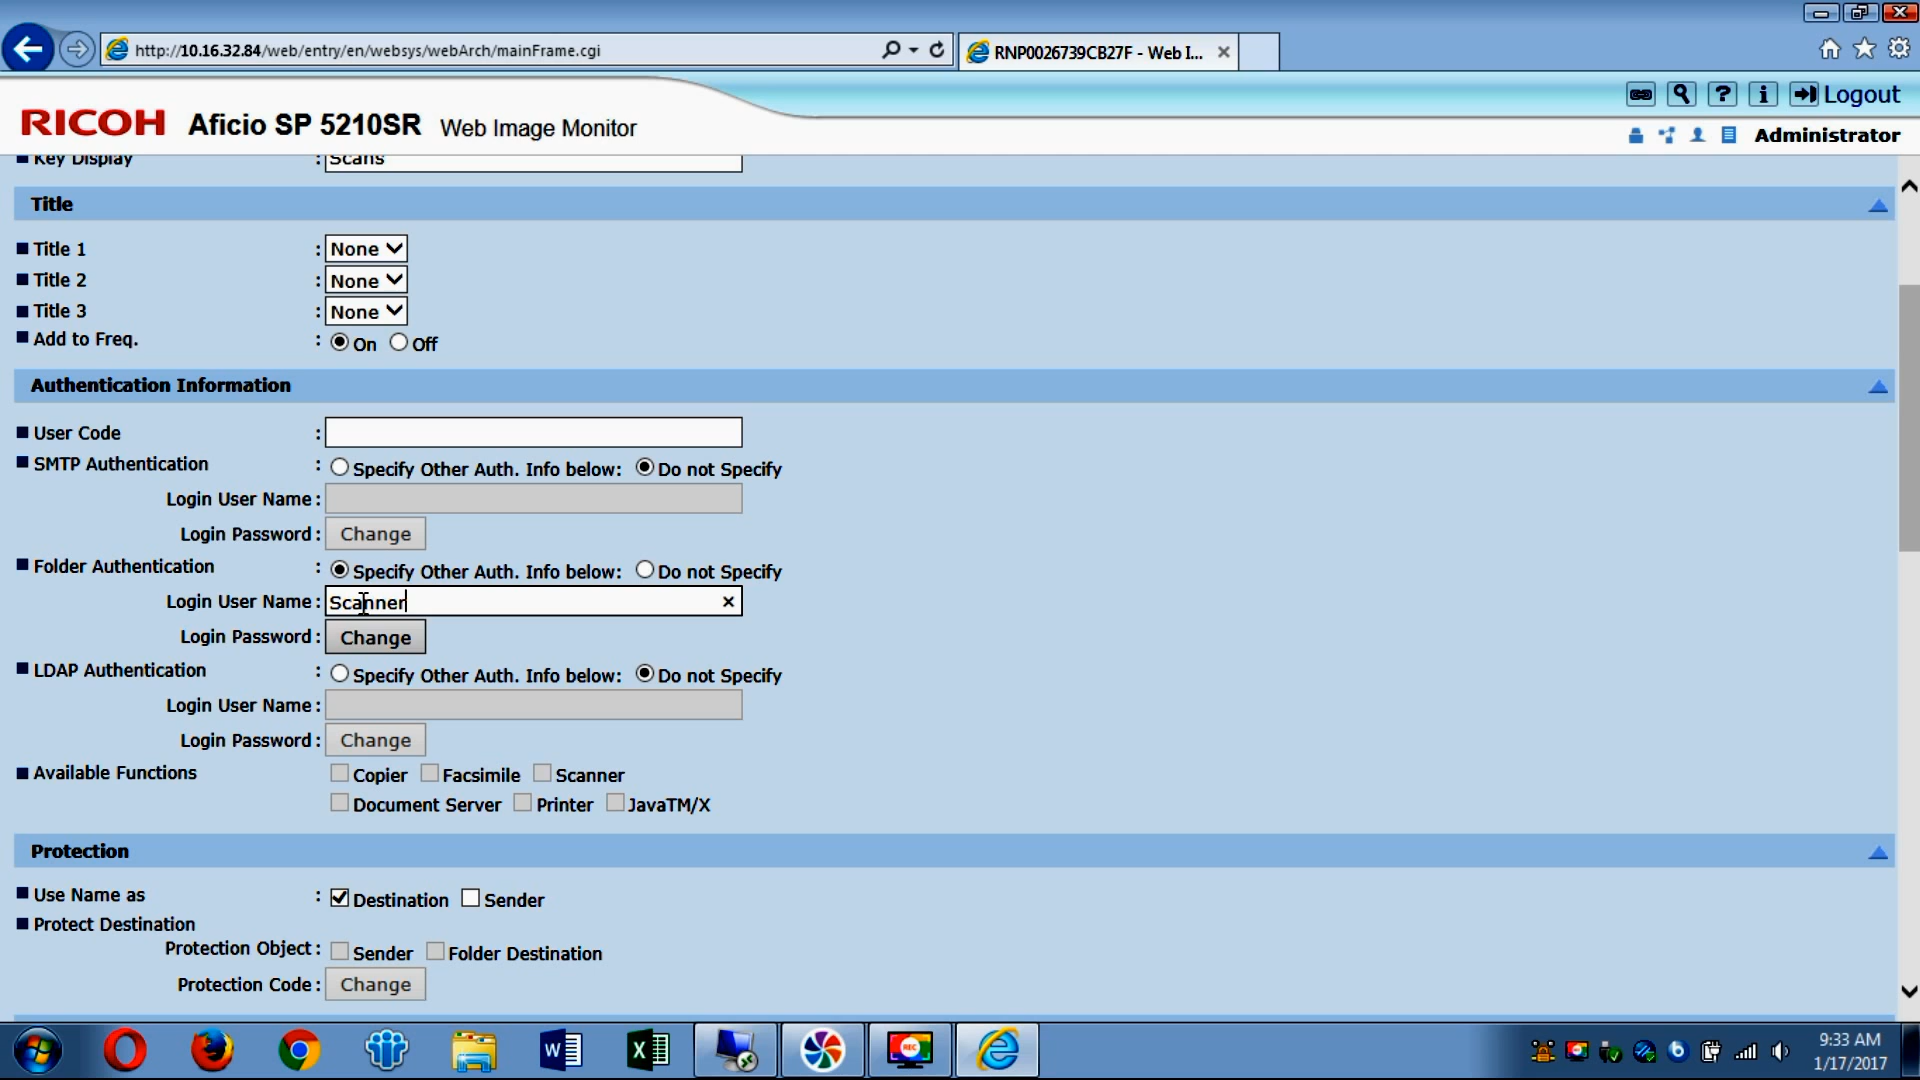 http://10.16.32.84/web/entry/en/websys/webArch/mainFrame.cgi
RNP0026739CB27F - Web I...
RICOH Aficio SP 5210SR Web Image Monitor
Logout
Administrator
Key Display : Scans
Title
Title 1 : None
Title 2 : None
Title 3 : None
Add to Freq. : On Off
Authentication Information
User Code :
SMTP Authentication : Specify Other Auth. Info below: Do not Specify
Login User Name :
Login Password : Change
Folder Authentication : Specify Other Auth. Info below: Do not Specify
Login User Name : Scanner
Login Password : Change
LDAP Authentication : Specify Other Auth. Info below: Do not Specify
Login User Name :
Login Password : Change
Available Functions Copier Facsimile Scanner
Document Server Printer JavaTM/X
Protection
Use Name as : Destination Sender
Protect Destination
Protection Object : Sender Folder Destination
Protection Code : Change
REC
9:33 AM
1/17/2017